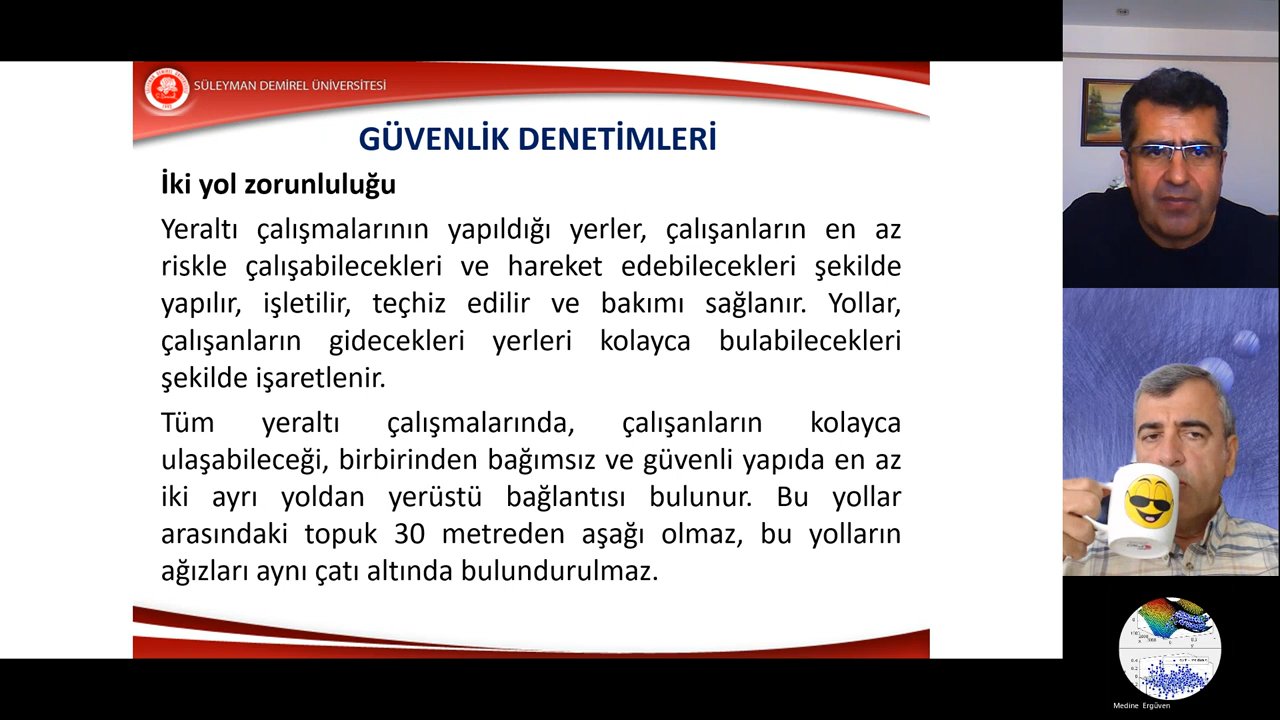 SÜLEYMAN DEMİREL ÜNİVERSİTESİ
GÜVENLİK DENETİMLERİ
İki yol zorunluluğu
Yeraltı çalışmalarının yapıldığı yerler, çalışanların en az
riskle çalışabilecekleri ve hareket edebilecekleri şekilde
yapılır, işletilir, teçhiz edilir ve bakımı sağlanır. Yollar,
çalışanların gidecekleri yerleri kolayca bulabilecekleri
şekilde işaretlenir.
Tüm yeraltı çalışmalarında, çalışanların kolayca
ulaşabileceği, birbirinden bağımsız ve güvenli yapıda en az
iki ayrı yoldan yerüstü bağlantısı bulunur. Bu yollar
arasındaki topuk 30 metreden aşağı olmaz, bu yolların
ağızları aynı çatı altında bulundurulmaz.
Medine Ergüven